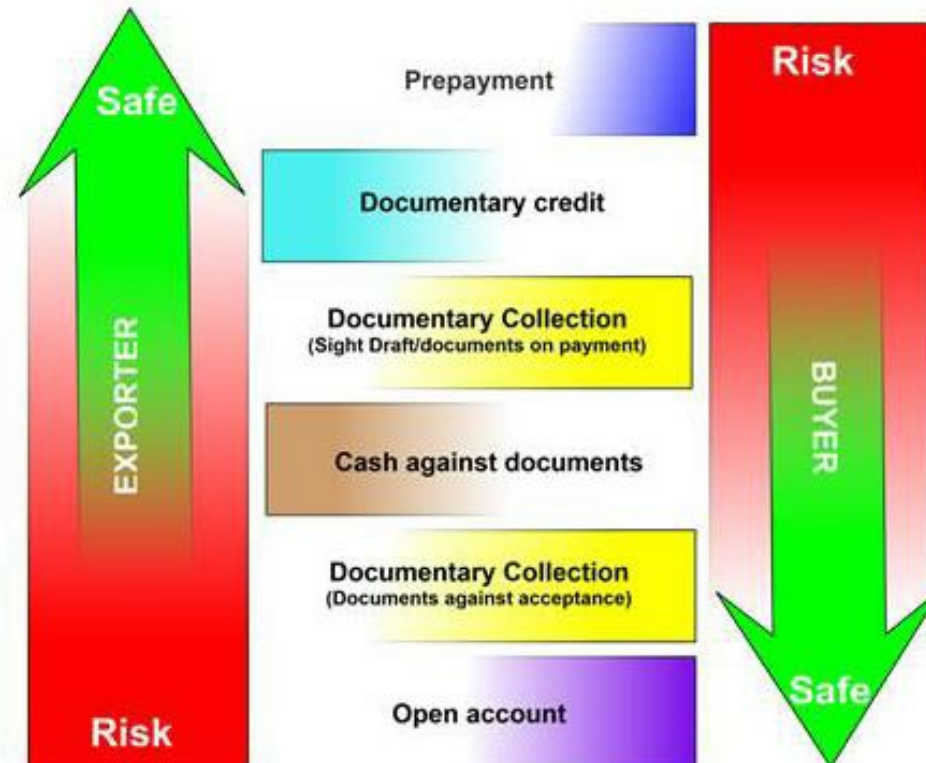 Safe
EXPORTER
Risk
Prepayment
Documentary credit
Documentary Collection
(Sight Draft/documents on payment)
Cash against documents
Documentary Collection
(Documents against acceptance)
Open account
Risk
BUYER
Safe